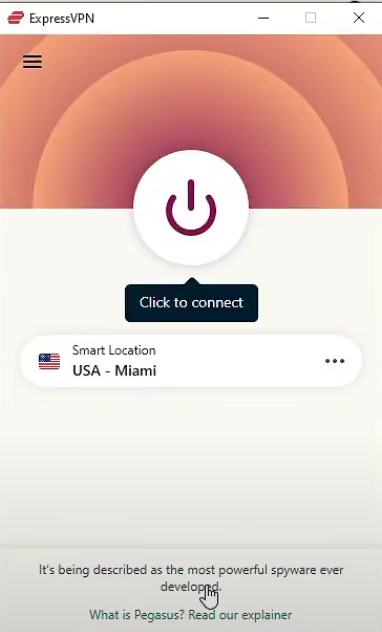 ExpressVPN
Click to connect
Smart Location
USA - Miami
It's being described as the most powerful spyware ever
developed.
What is Pegasus? Read our explainer